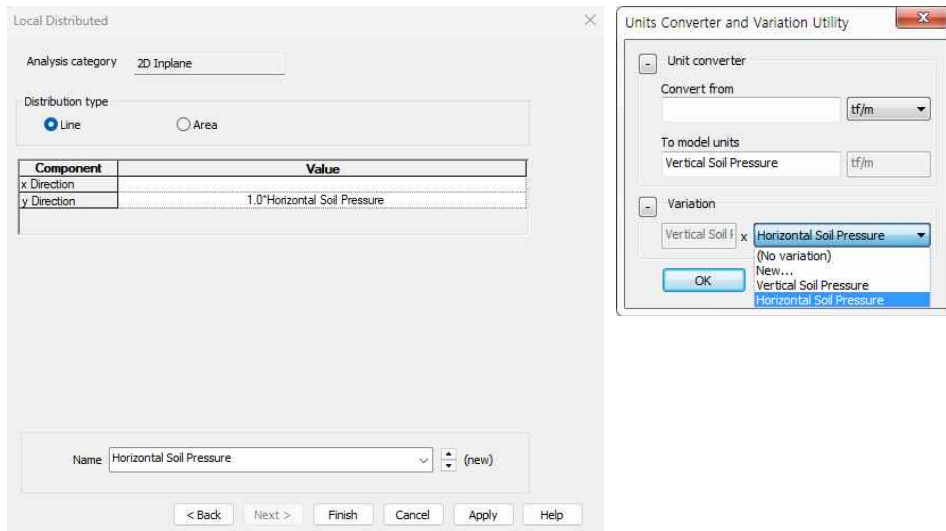 Local Distributed
Analysis category 2D Inplane
Distribution type
Line Area
Component Value
x Direction
y Direction 1.0*Horizontal Soil Pressure
Name Horizontal Soil Pressure (new)
< Back Next > Finish Cancel Apply Help
Units Converter and Variation Utility
- Unit converter
Convert from
tf/m
To model units
Vertical Soil Pressure tf/m
- Variation
Vertical Soil x Horizontal Soil Pressure
(No variation)
New...
OK Vertical Soil Pressure
Horizontal Soil Pressure